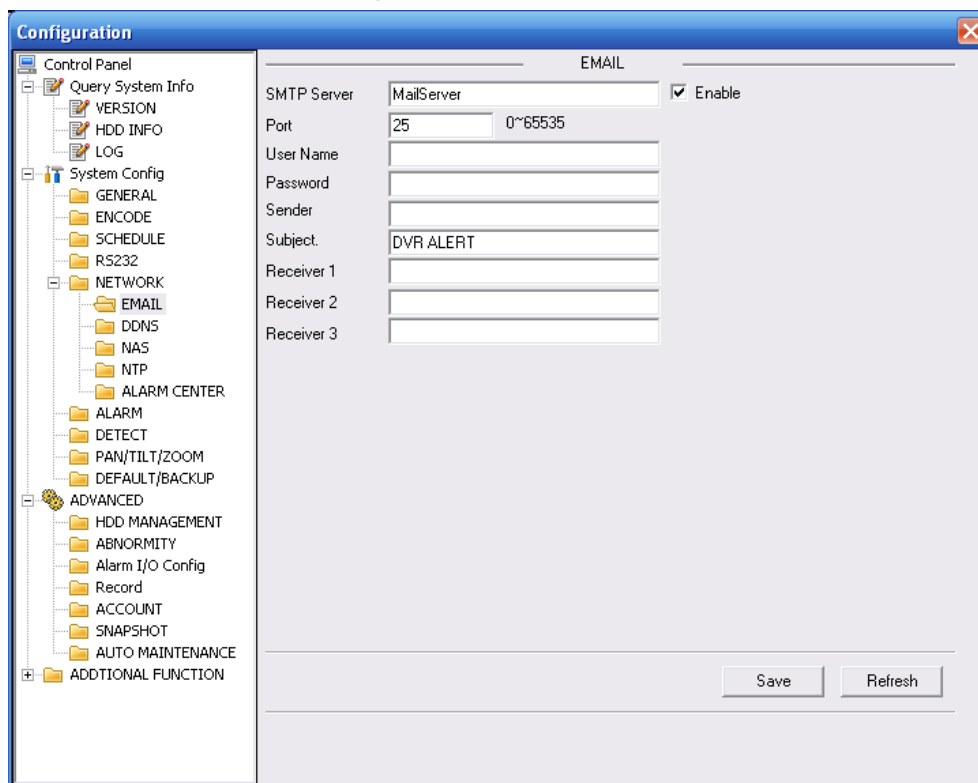 Configuration
Control Panel
Query System Info
VERSION
HDD INFO
LOG
System Config
GENERAL
ENCODE
SCHEDULE
RS232
NETWORK
EMAIL
DDNS
NAS
NTP
ALARM CENTER
ALARM
DETECT
PAN/TILT/ZOOM
DEFAULT/BACKUP
ADVANCED
HDD MANAGEMENT
ABNORMITY
Alarm I/O Config
Record
ACCOUNT
SNAPSHOT
AUTO MAINTENANCE
ADDTIONAL FUNCTION
EMAIL
SMTP Server MailServer Enable
Port 25 0~65535
User Name
Password
Sender
Subject. DVR ALERT
Receiver 1
Receiver 2
Receiver 3
Save Refresh